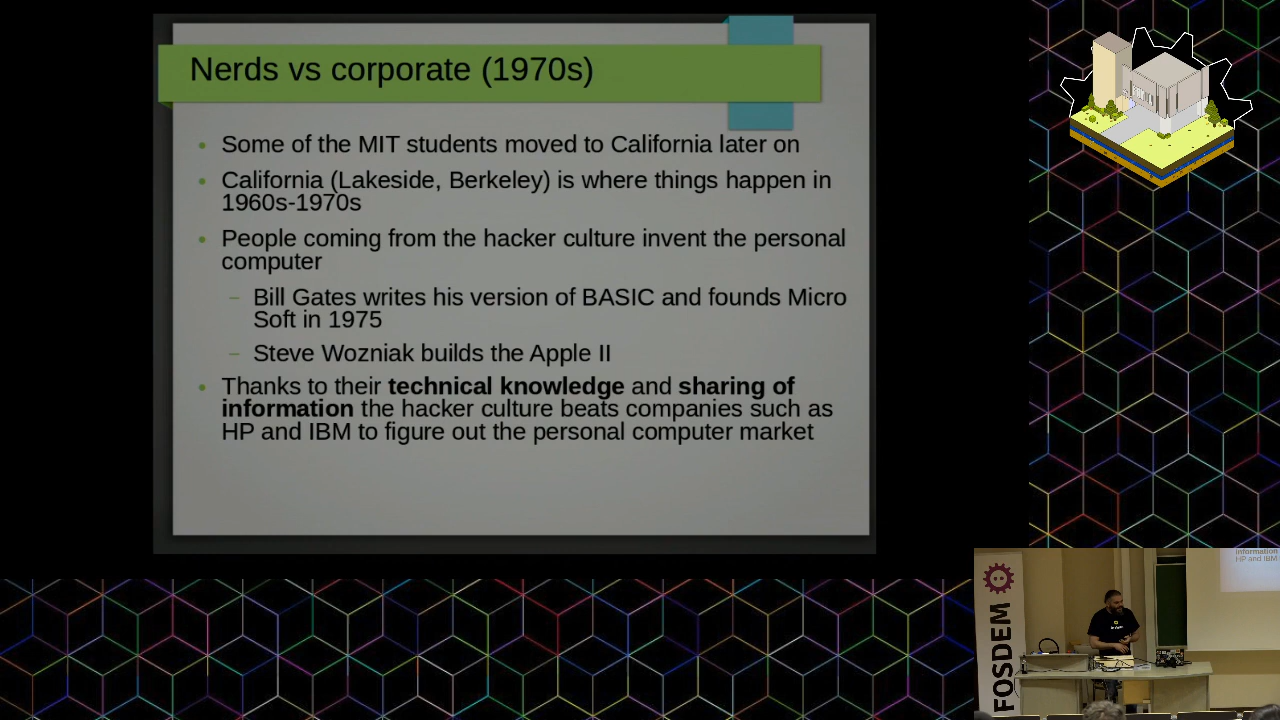 Nerds vs corporate (1970s)
Some of the MIT students moved to California later on
California (Lakeside, Berkeley) is where things happen in
1960s-1970s
People coming from the hacker culture invent the personal
computer
Bill Gates writes his version of BASIC and founds Micro
Soft in 1975
Steve Wozniak builds the Apple II
Thanks to their technical knowledge and sharing of
information the hacker culture beats companies such as
HP and IBM to figure out the personal computer market
information
HP and IBM
FOSDEM